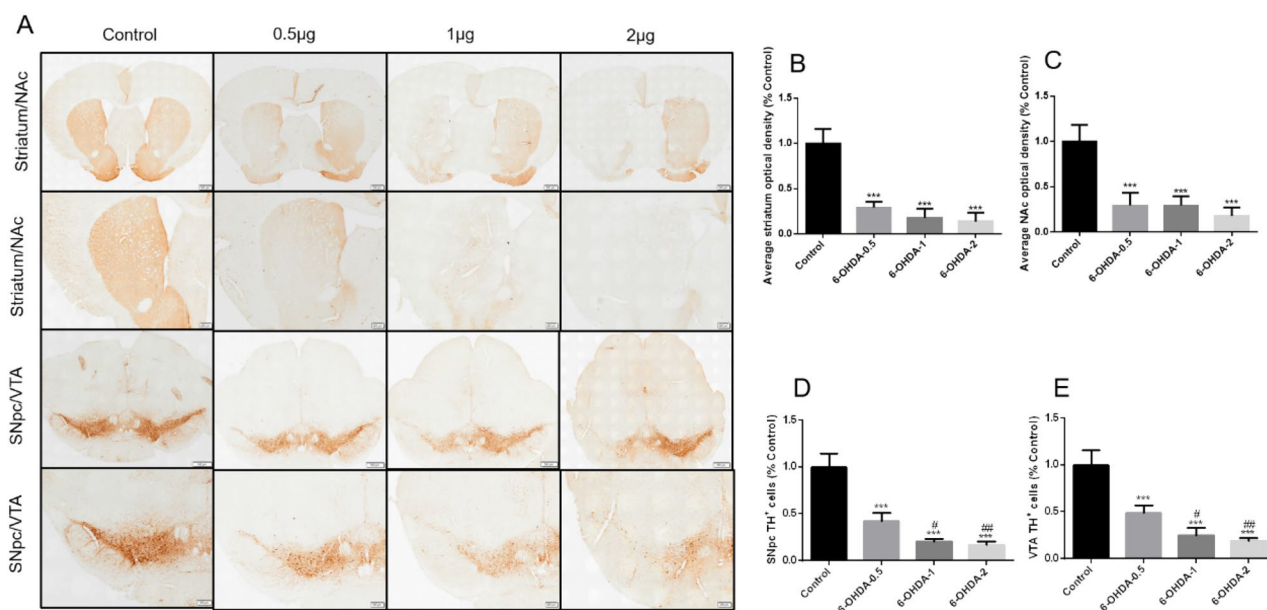 A
Control
0.5µg
1µg
2µg
Striatum/NAc
Striatum/NAc
SNpc/VTA
SNpc/VTA
B
Average striatum optical density (% Control)
1.5
1.0
0.5
0.0
***
***
***
Control
6-OHDA-0.5
6-OHDA-1
6-OHDA-2
C
Average NAc optical density (% Control)
1.5
1.0
0.5
0.0
***
***
***
Control
6-OHDA-0.5
6-OHDA-1
6-OHDA-2
D
SNpc TH⁺ cells (% Control)
1.5
1.0
0.5
0.0
***
#
***
##
***
Control
6-OHDA-0.5
6-OHDA-1
6-OHDA-2
E
VTA TH⁺ cells (% Control)
1.5
1.0
0.5
0.0
***
#
***
##
***
Control
6-OHDA-0.5
6-OHDA-1
6-OHDA-2